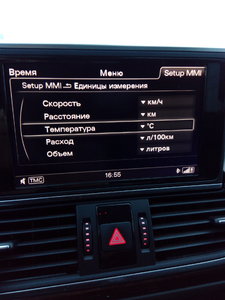 Время Меню Setup MMI
Setup MMI Единицы измерения
Скорость км/ч
Расстояние км
Температура °C
Расход л/100км
Объем литров
TMC 16:55